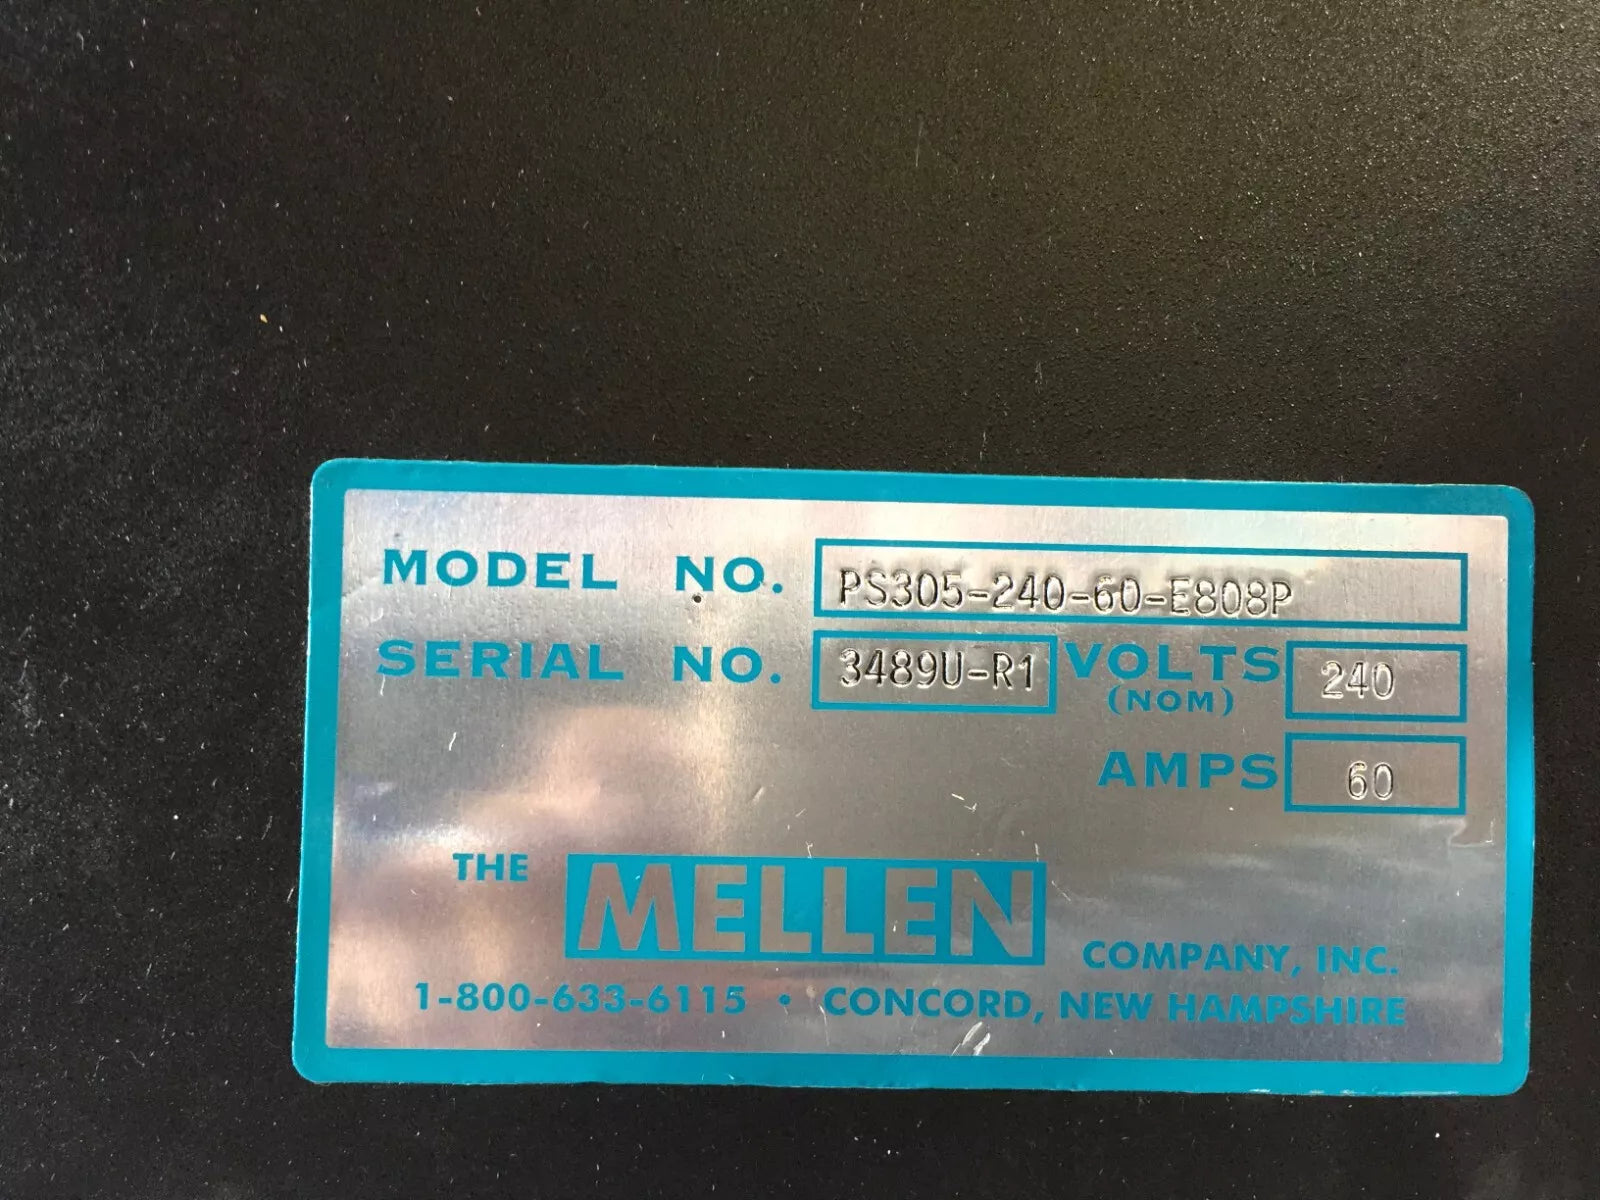 MODEL NO. PS305-240-60-E808P
SERIAL NO. 3489U-R1 VOLTS 240
(NOM)
AMPS 60
THE MELLEN COMPANY, INC.
1-800-633-6115 • CONCORD, NEW HAMPSHIRE